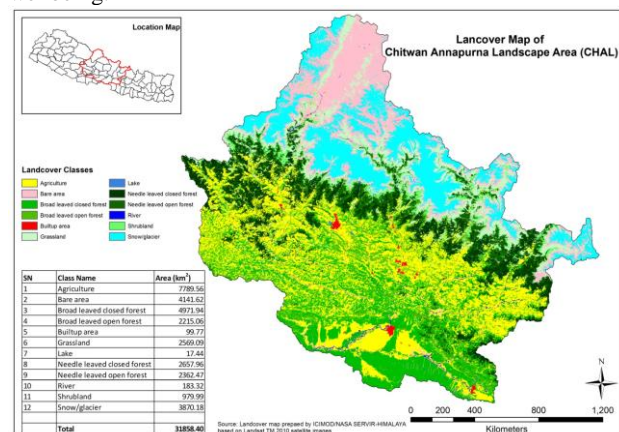 Location Map
Lancover Map of
Chitwan Annapurna Landscape Area (CHAL)
Landcover Classes
Agriculture
Bare area
Broad leaved closed forest
Broad leaved open forest
Builtup area
Grassland
Lake
Needle leaved closed forest
Needle leaved open forest
River
Shrubland
Snow/glacier
SN Class Name Area (km²)
1 Agriculture 7789.56
2 Bare area 4141.62
3 Broad leaved closed forest 4971.94
4 Broad leaved open forest 2215.06
5 Builtup area 99.77
6 Grassland 2569.09
7 Lake 17.44
8 Needle leaved closed forest 2657.96
9 Needle leaved open forest 2362.47
10 River 183.32
11 Shrubland 979.99
12 Snow/glacier 3870.18
Total 31858.40
N
0 200 400 800 1,200
Kilometers
Source: Landcover map prepaed by ICIMOD/NASA SERVIR-HIMALAYA
based on Landsat TM 2010 satellite images